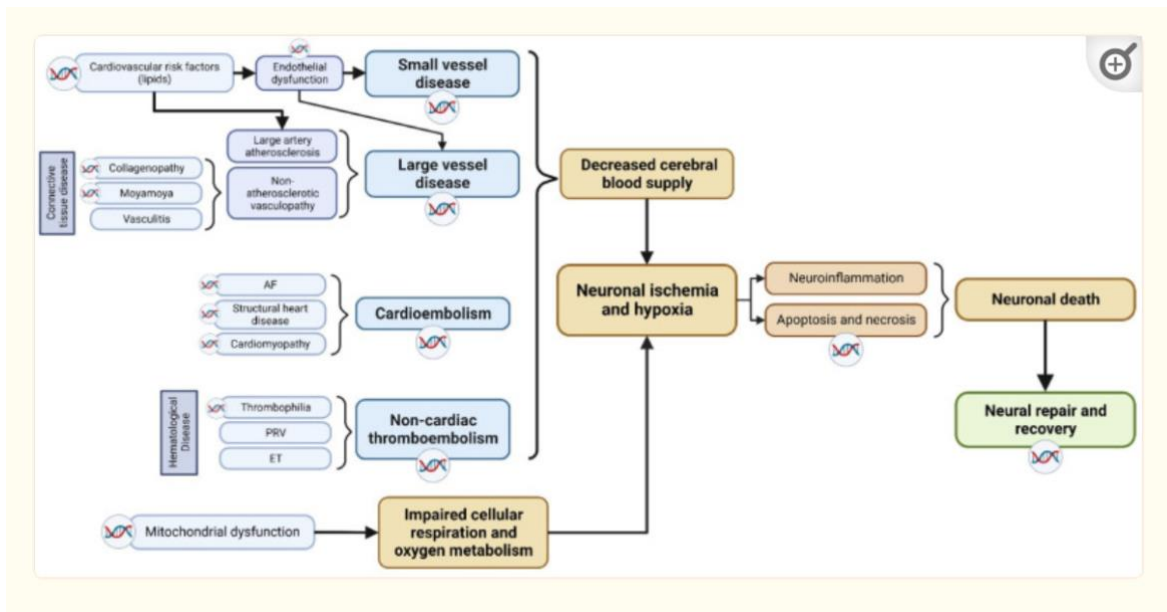 Cardiovascular risk factors
(lipids)
Endothelial
dysfunction
Small vessel
disease
Large artery
atherosclerosis
Non-
atherosclerotic
vasculopathy
Large vessel
disease
Connective
tissue disease
Collagenopathy
Moyamoya
Vasculitis
AF
Structural heart
disease
Cardiomyopathy
Cardioembolism
Hematological
Disease
Thrombophilia
PRV
ET
Non-cardiac
thromboembolism
Mitochondrial dysfunction
Impaired cellular
respiration and
oxygen metabolism
Decreased cerebral
blood supply
Neuronal ischemia
and hypoxia
Neuroinflammation
Apoptosis and necrosis
Neuronal death
Neural repair and
recovery